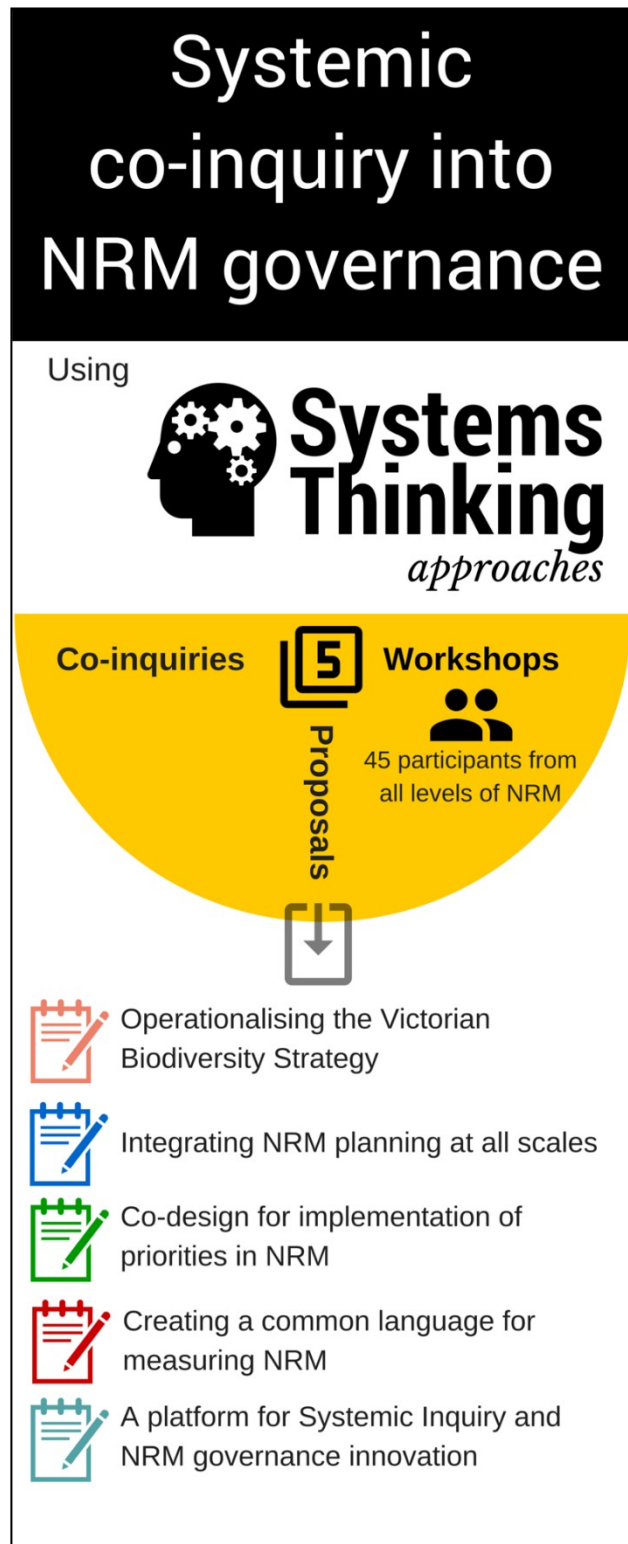 Systemic
co-inquiry into
NRM governance
Using
Systems
Thinking
approaches
Co-inquiries
5
Workshops
Proposals
45 participants from
all levels of NRM
Operationalising the Victorian
Biodiversity Strategy
Integrating NRM planning at all scales
Co-design for implementation of
priorities in NRM
Creating a common language for
measuring NRM
A platform for Systemic Inquiry and
NRM governance innovation